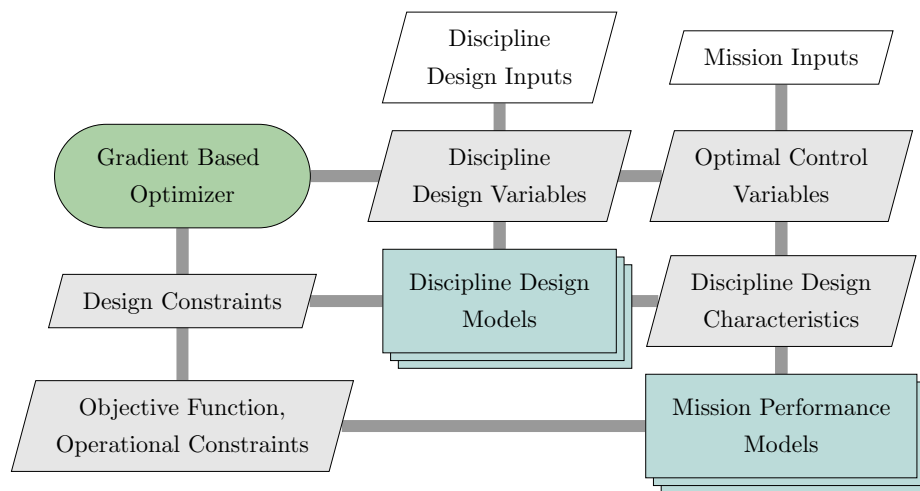 Discipline
Design Inputs
Mission Inputs
Gradient Based
Optimizer
Discipline
Design Variables
Optimal Control
Variables
Design Constraints
Discipline Design
Models
Discipline Design
Characteristics
Objective Function,
Operational Constraints
Mission Performance
Models